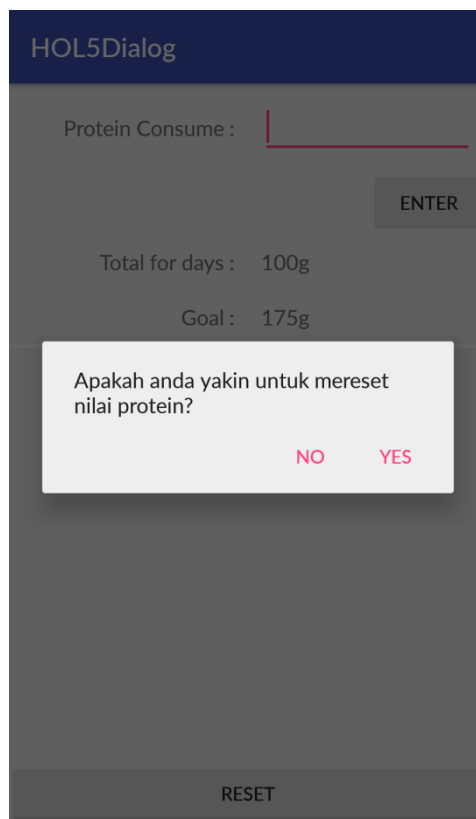 HOL5Dialog
Protein Consume :
ENTER
Total for days : 100g
Goal : 175g
Apakah anda yakin untuk mereset
nilai protein?
NO YES
RESET